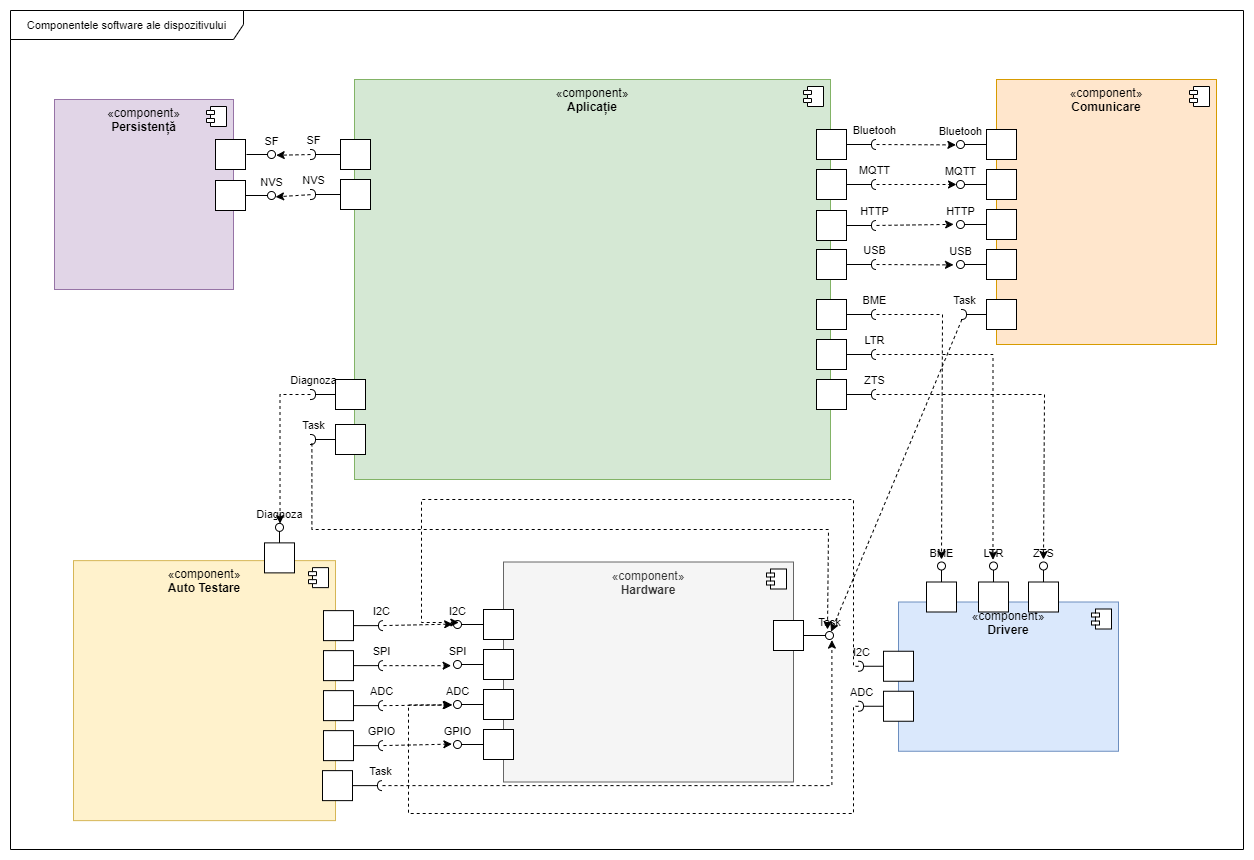 Componentele software ale dispozitivului
«component»
Persistență
SF
SF
NVS
NVS
«component»
Aplicație
Bluetooh
Bluetooh
MQTT
MQTT
HTTP
HTTP
USB
USB
BME
Task
LTR
ZTS
«component»
Comunicare
Diagnoza
Task
Diagnoza
BME
LTR
ZTS
«component»
Auto Testare
I2C
I2C
SPI
SPI
ADC
ADC
GPIO
GPIO
Task
«component»
Hardware
Task
«component»
Drivere
I2C
ADC